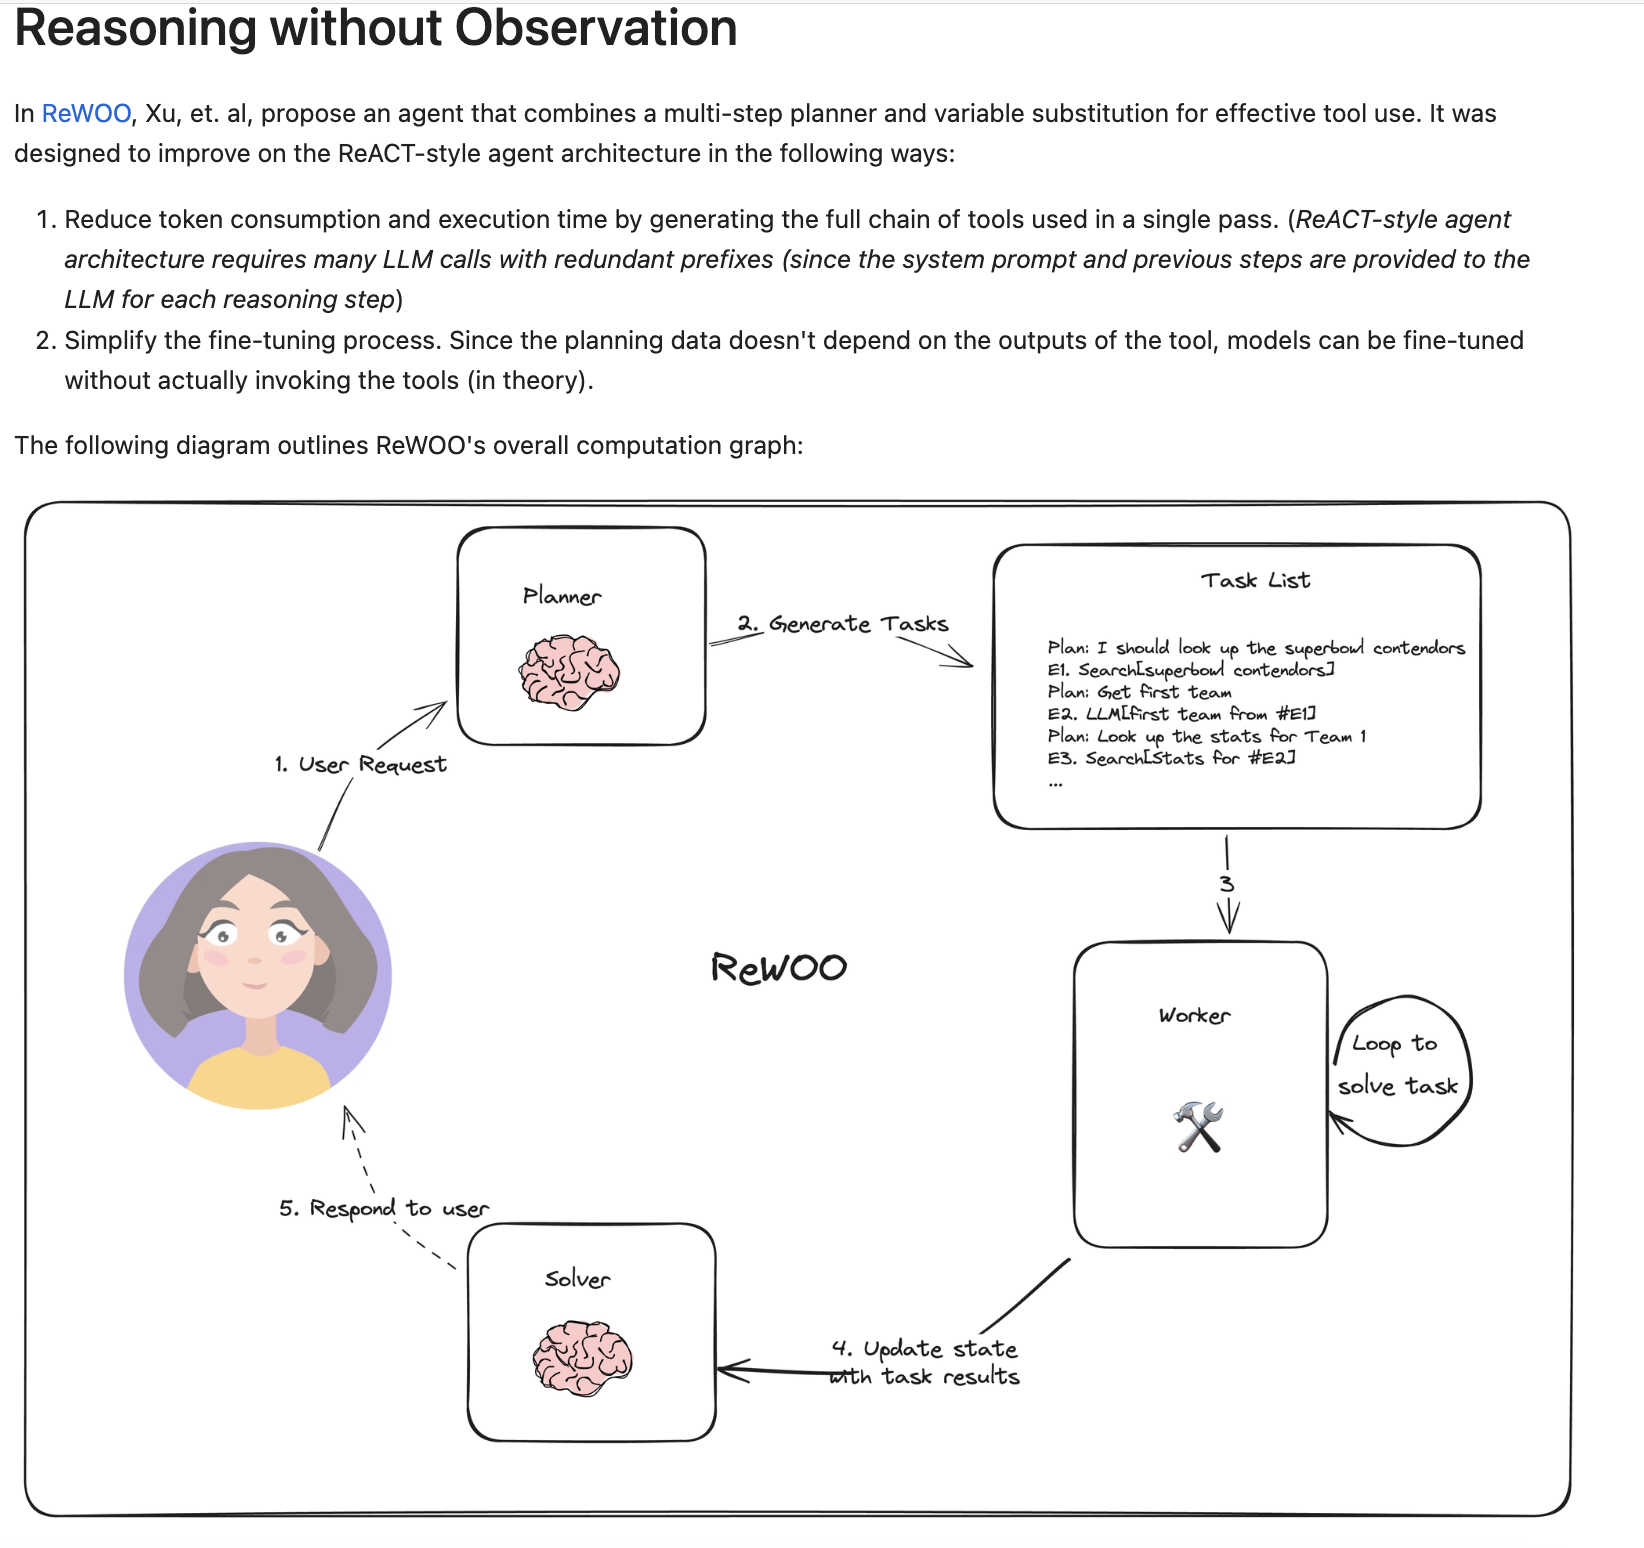 Reasoning without Observation
In ReWOO, Xu, et. al, propose an agent that combines a multi-step planner and variable substitution for effective tool use. It was
designed to improve on the ReACT-style agent architecture in the following ways:
1. Reduce token consumption and execution time by generating the full chain of tools used in a single pass. (ReACT-style agent
architecture requires many LLM calls with redundant prefixes (since the system prompt and previous steps are provided to the
LLM for each reasoning step)
2. Simplify the fine-tuning process. Since the planning data doesn't depend on the outputs of the tool, models can be fine-tuned
without actually invoking the tools (in theory).
The following diagram outlines ReWOO's overall computation graph:
Planner
2. Generate Tasks
Task List
Plan: I should look up the superbowl contendors
E1. Search[superbowl contendors]
Plan: Get first team
E2. LLM[first team from #E1]
Plan: Look up the stats for Team 1
E3. Search[Stats for #E2]
...
1. User Request
3
ReWOO
Worker
Loop to
solve task
5. Respond to user
Solver
4. Update state
with task results